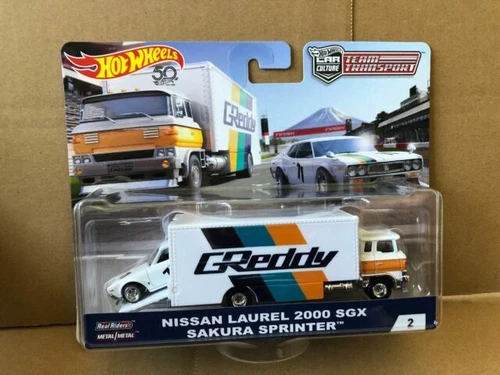 HOT WHEELS
50
CAR
CULTURE
TEAM
TRANSPORT
GReddy
GReddy
Real Riders
METAL/METAL
NISSAN LAUREL 2000 SGX
SAKURA SPRINTER™
2